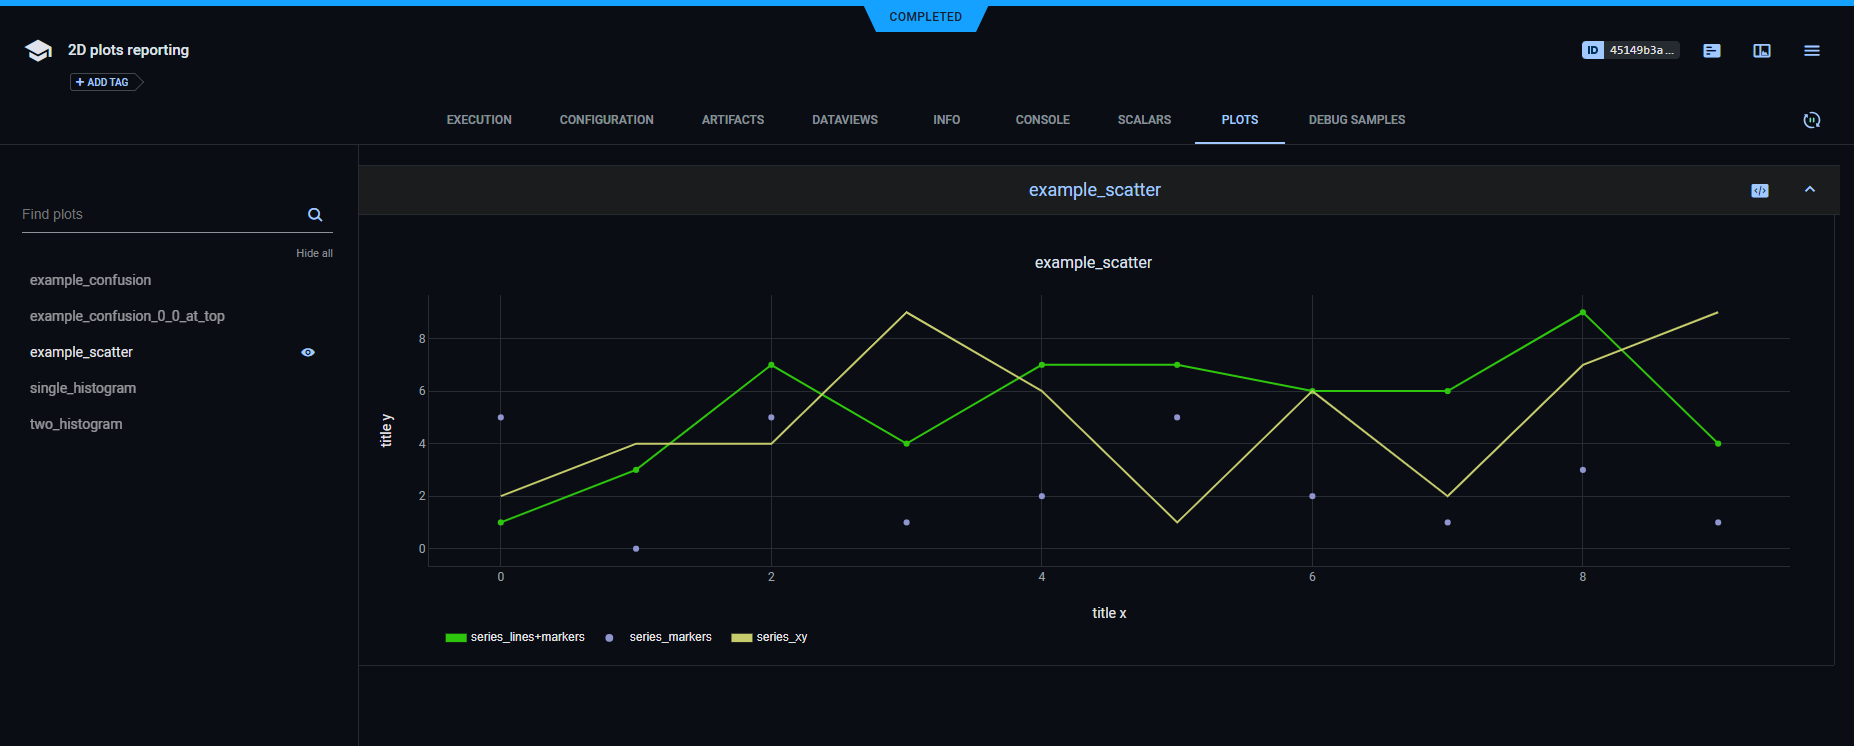 COMPLETED
2D plots reporting
ID 45149b3a ...
+ ADD TAG
EXECUTION CONFIGURATION ARTIFACTS DATAVIEWS INFO CONSOLE SCALARS PLOTS DEBUG SAMPLES
Find plots
Hide all
example_confusion
example_confusion_0_0_at_top
example_scatter
single_histogram
two_histogram
example_scatter
example_scatter
title y
8
6
4
2
0
0 2 4 6 8
title x
series_lines+markers series_markers series_xy